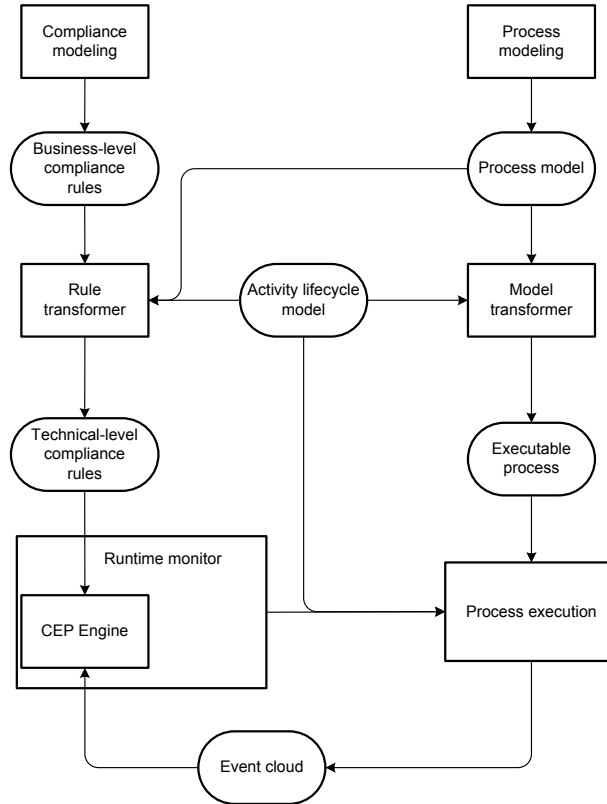 Compliance
modeling
Process
modeling
Business-level
compliance
rules
Process model
Rule
transformer
Activity lifecycle
model
Model
transformer
Technical-level
compliance
rules
Executable
process
Runtime monitor
CEP Engine
Process execution
Event cloud